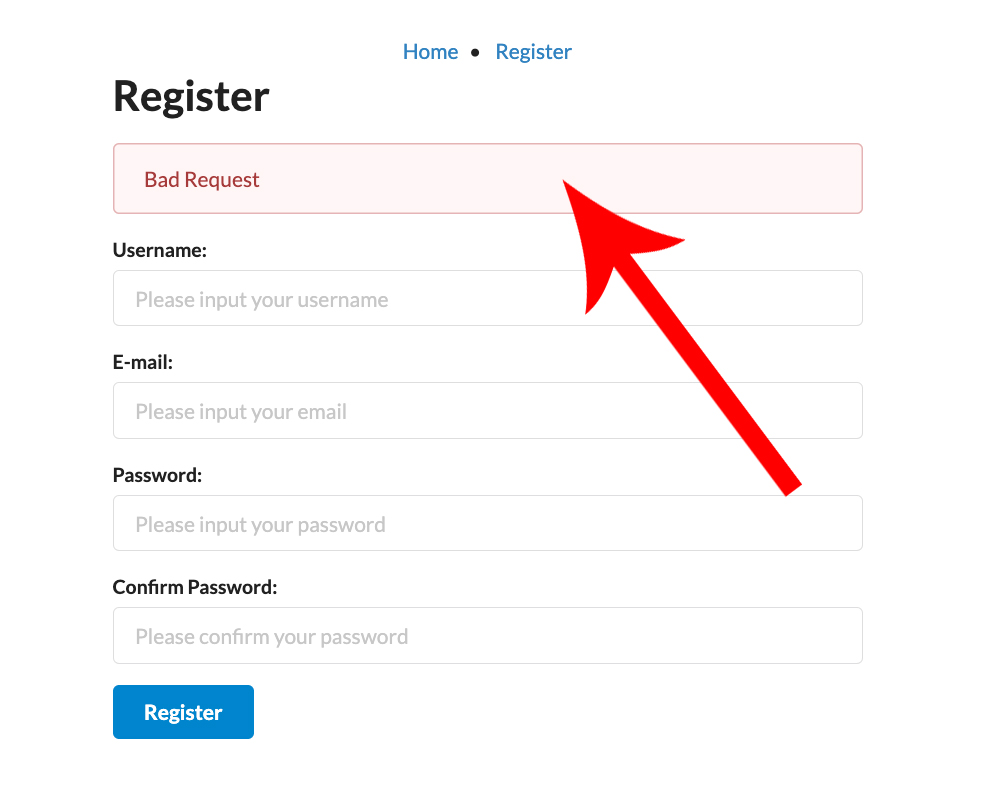 Home • Register
Register
Bad Request
Username:
Please input your username
E-mail:
Please input your email
Password:
Please input your password
Confirm Password:
Please confirm your password
Register